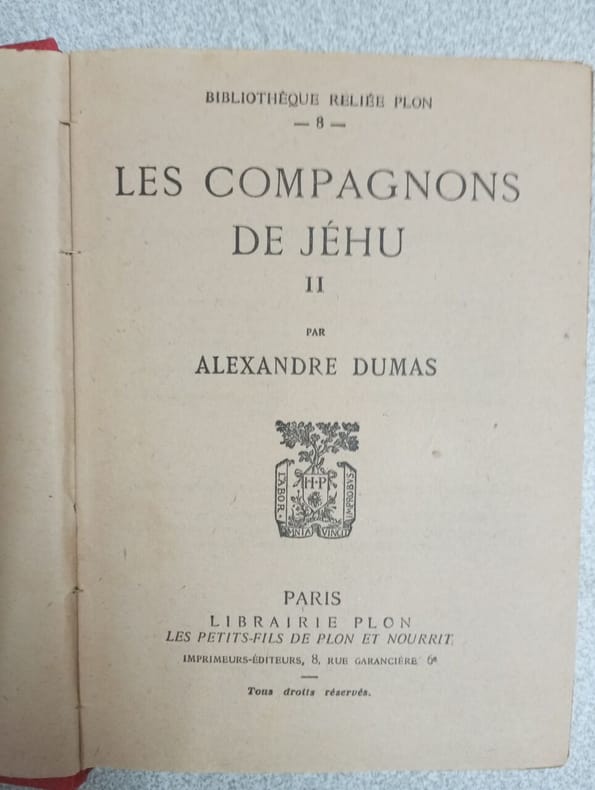 BIBLIOTHÈQUE RELIÉE PLON
— 8 —
LES COMPAGNONS
DE JÉHU
II
PAR
ALEXANDRE DUMAS
LABOR
H·P
IMPROBVS
OMNIA VINCIT
PARIS
LIBRAIRIE PLON
LES PETITS-FILS DE PLON ET NOURRIT
IMPRIMEURS-ÉDITEURS, 8, RUE GARANCIÈRE 6e
Tous droits réservés.